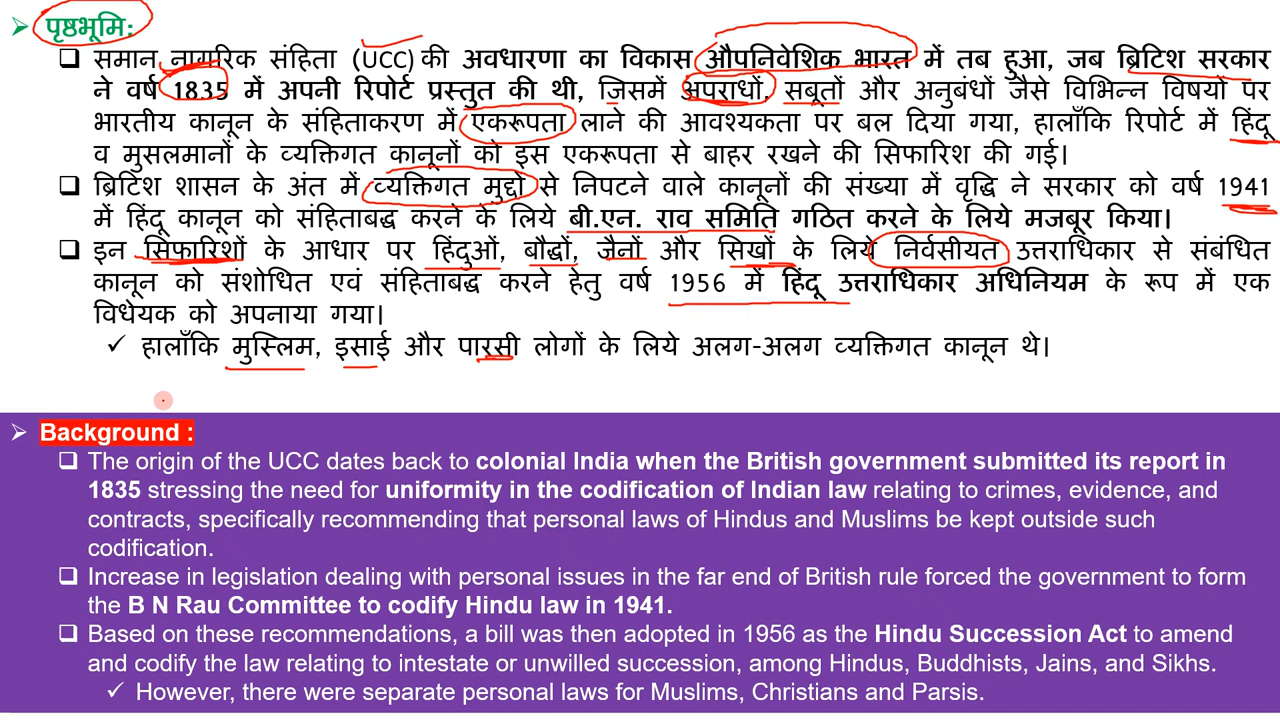 ➢ पृष्ठभूमि:
❑ समान नागरिक संहिता (UCC) की अवधारणा का विकास औपनिवेशिक भारत में तब हुआ, जब ब्रिटिश सरकार
ने वर्ष 1835 में अपनी रिपोर्ट प्रस्तुत की थी, जिसमें अपराधों, सबूतों और अनुबंधों जैसे विभिन्न विषयों पर
भारतीय कानून के संहिताकरण में एकरूपता लाने की आवश्यकता पर बल दिया गया, हालाँकि रिपोर्ट में हिंदू
व मुसलमानों के व्यक्तिगत कानूनों को इस एकरूपता से बाहर रखने की सिफारिश की गई।
❑ ब्रिटिश शासन के अंत में व्यक्तिगत मुद्दों से निपटने वाले कानूनों की संख्या में वृद्धि ने सरकार को वर्ष 1941
में हिंदू कानून को संहिताबद्ध करने के लिये बी.एन. राव समिति गठित करने के लिये मजबूर किया।
❑ इन सिफारिशों के आधार पर हिंदुओं, बौद्धों, जैनों और सिखों के लिये निर्वसीयत उत्तराधिकार से संबंधित
कानून को संशोधित एवं संहिताबद्ध करने हेतु वर्ष 1956 में हिंदू उत्तराधिकार अधिनियम के रूप में एक
विधेयक को अपनाया गया।
✓ हालाँकि मुस्लिम, इसाई और पारसी लोगों के लिये अलग-अलग व्यक्तिगत कानून थे।
➢ Background :
❑ The origin of the UCC dates back to colonial India when the British government submitted its report in
1835 stressing the need for uniformity in the codification of Indian law relating to crimes, evidence, and
contracts, specifically recommending that personal laws of Hindus and Muslims be kept outside such
codification.
❑ Increase in legislation dealing with personal issues in the far end of British rule forced the government to form
the B N Rau Committee to codify Hindu law in 1941.
❑ Based on these recommendations, a bill was then adopted in 1956 as the Hindu Succession Act to amend
and codify the law relating to intestate or unwilled succession, among Hindus, Buddhists, Jains, and Sikhs.
✓ However, there were separate personal laws for Muslims, Christians and Parsis.